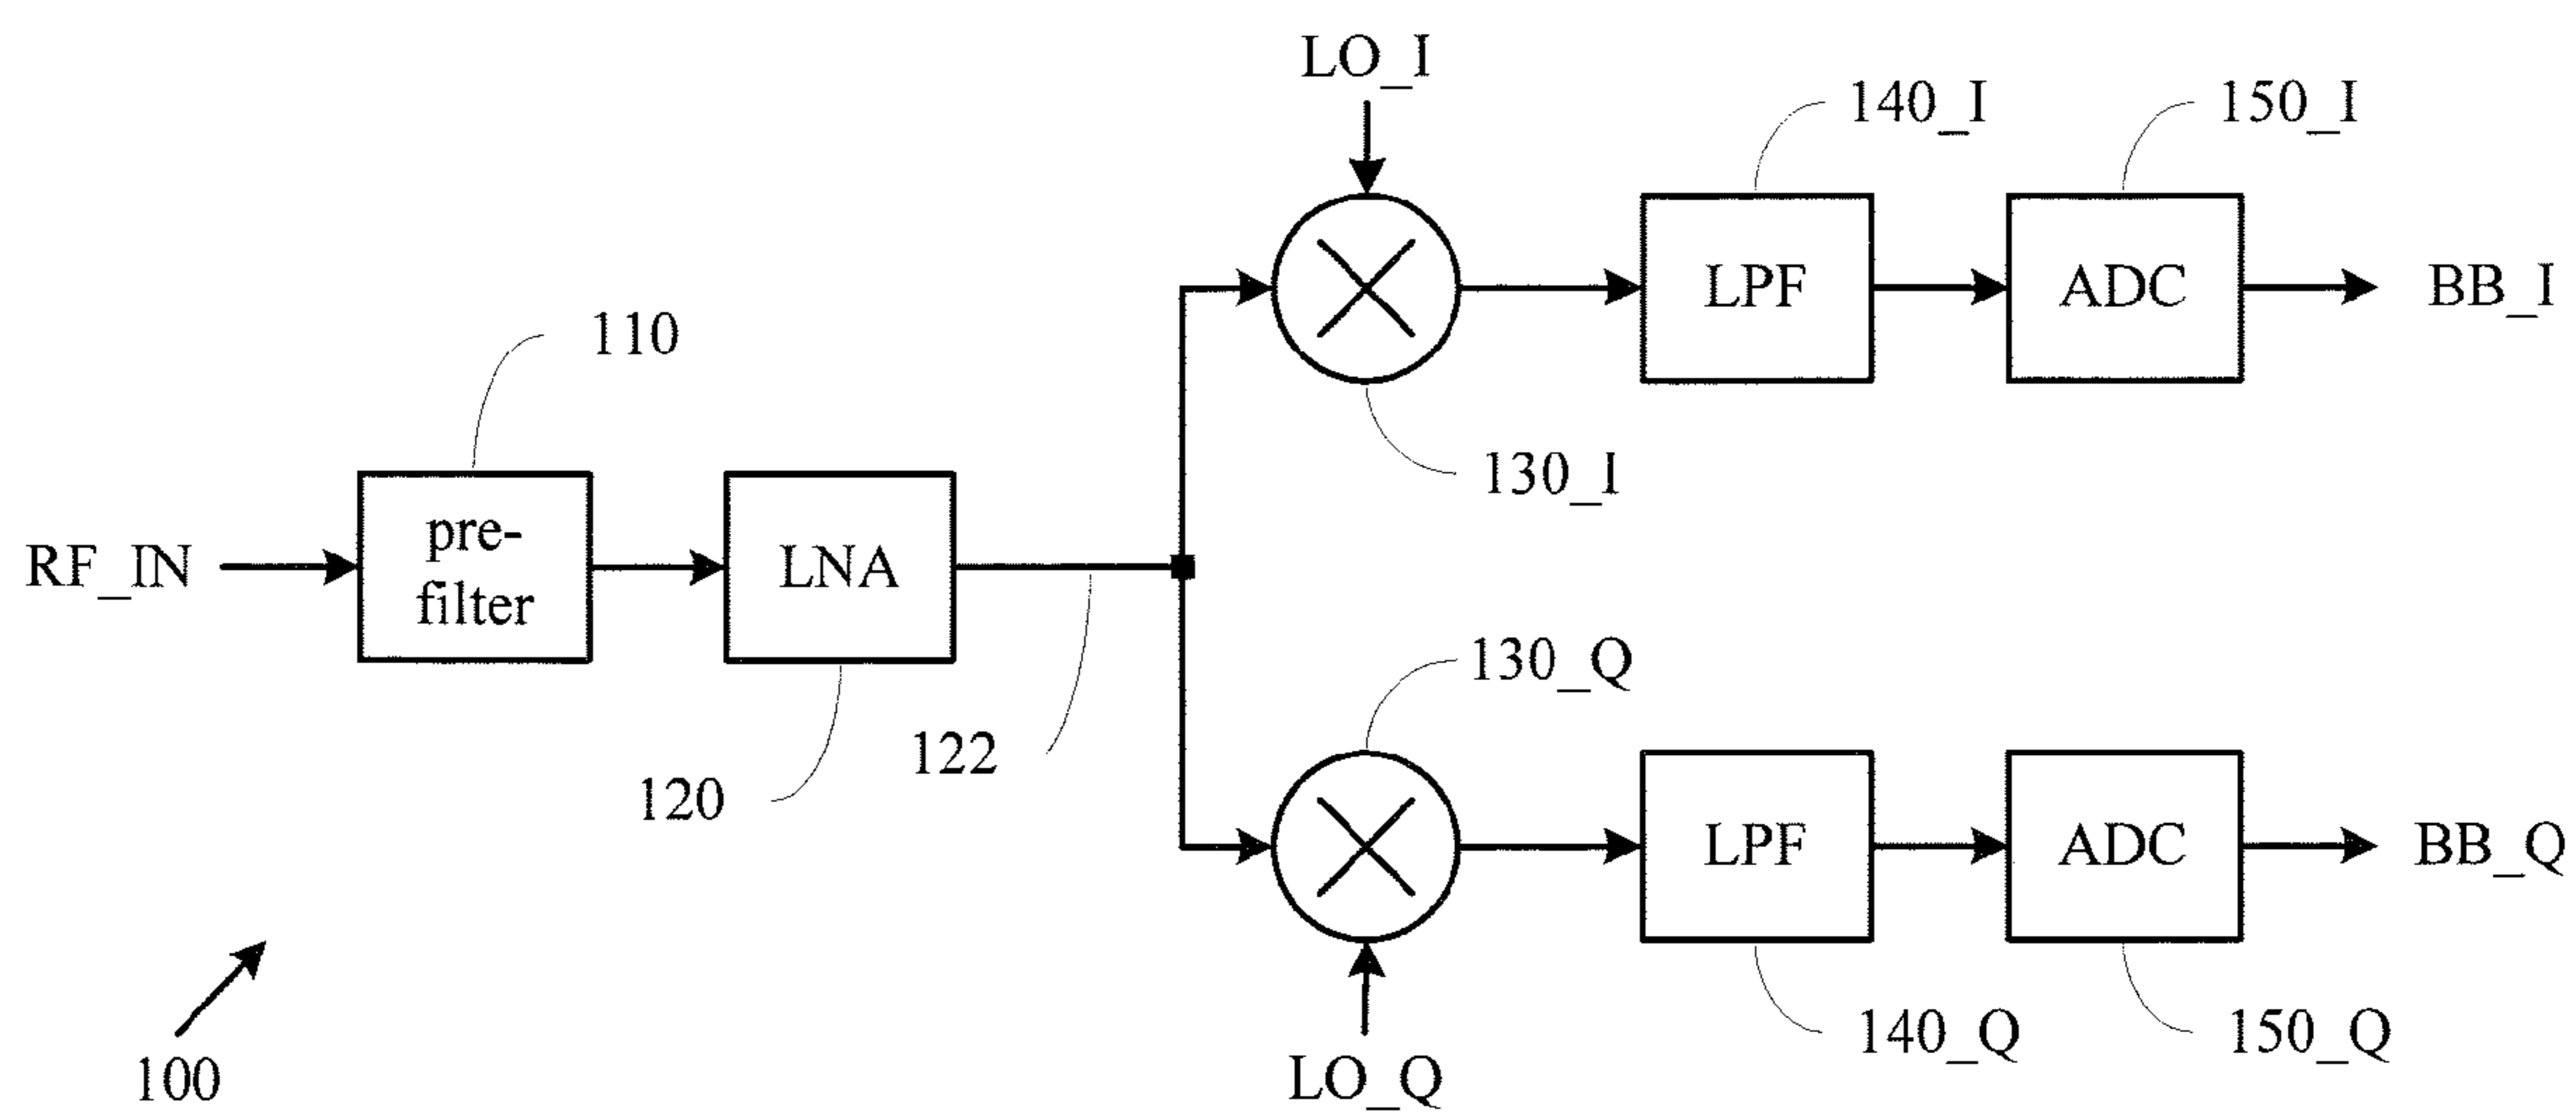 LO_I
140_I
150_I
LPF
ADC
BB_I
110
130_I
RF_IN
pre-
filter
LNA
130_Q
122
120
LPF
ADC
BB_Q
140_Q
150_Q
100
LO_Q